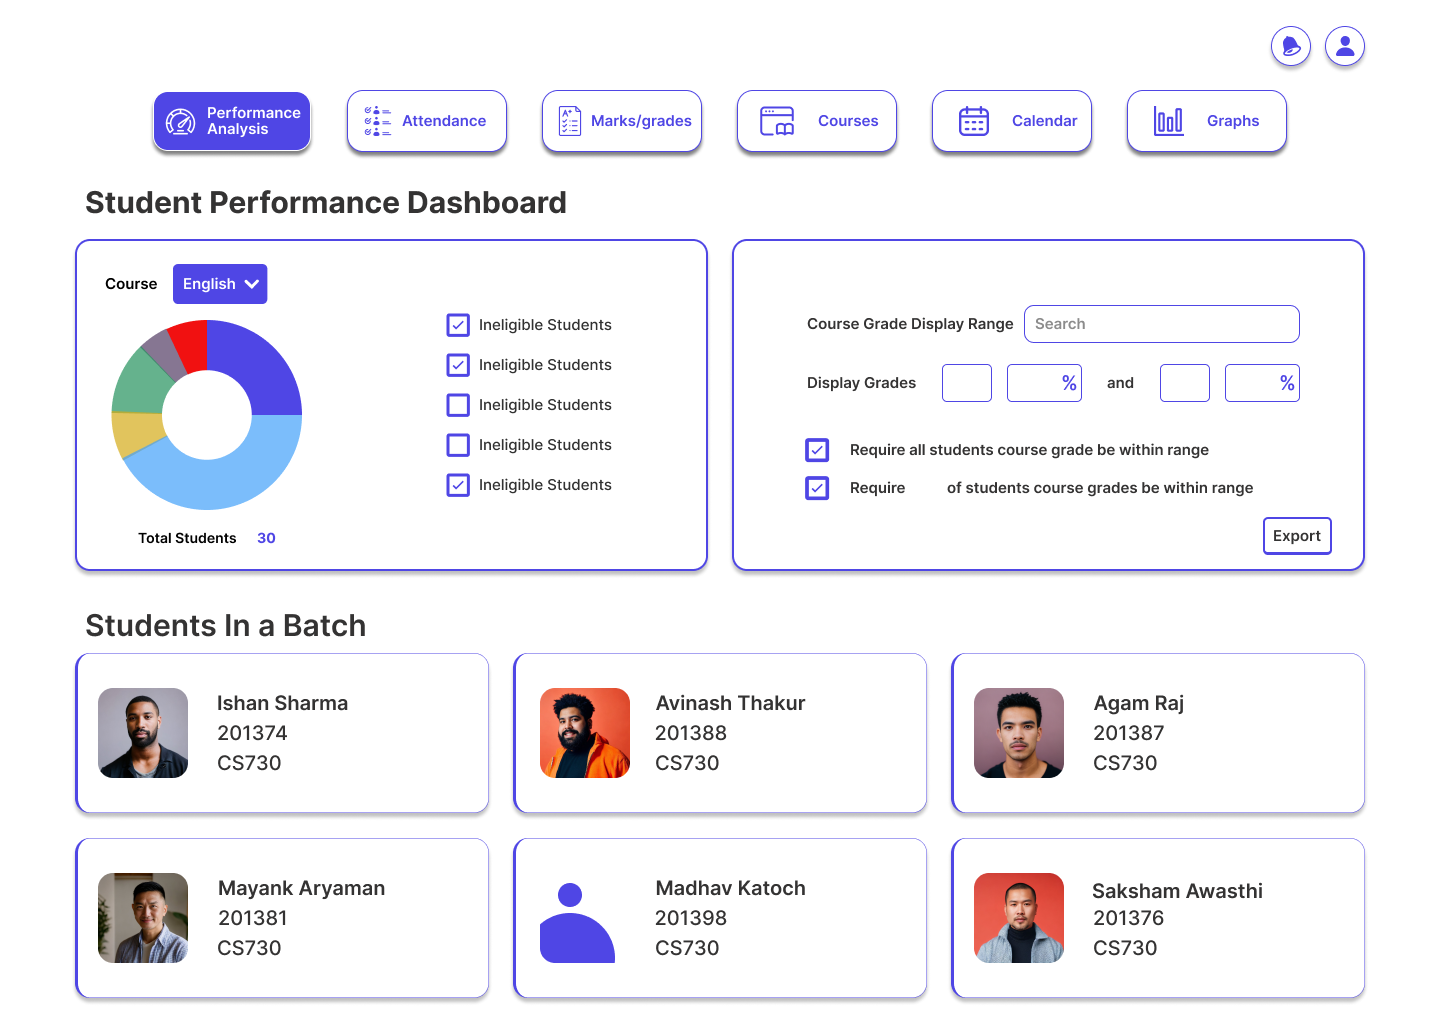 Performance
Analysis
Attendance
A+
Marks/grades
Courses
Calendar
Graphs
Student Performance Dashboard
Course
English
Ineligible Students
Ineligible Students
Ineligible Students
Ineligible Students
Ineligible Students
Total Students 30
Course Grade Display Range
Search
Display Grades % and %
Require all students course grade be within range
Require of students course grades be within range
Export
Students In a Batch
Ishan Sharma
201374
CS730
Avinash Thakur
201388
CS730
Agam Raj
201387
CS730
Mayank Aryaman
201381
CS730
Madhav Katoch
201398
CS730
Saksham Awasthi
201376
CS730